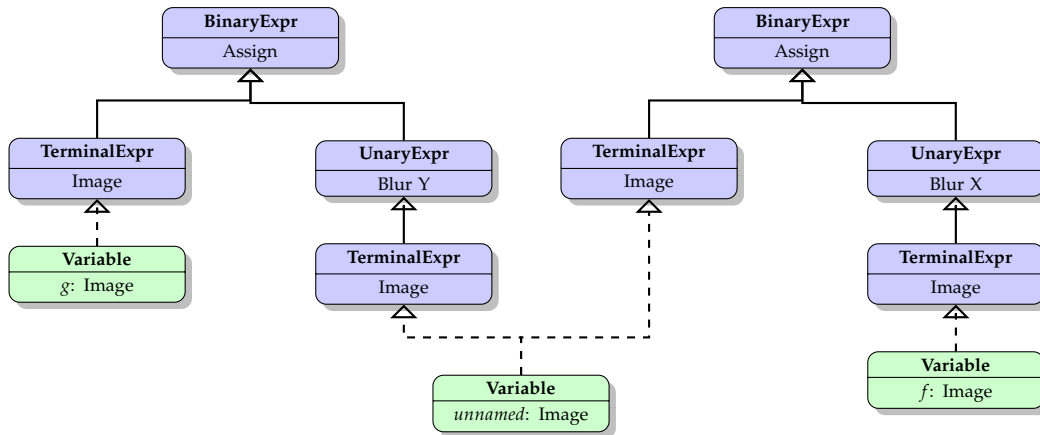 BinaryExpr
Assign
BinaryExpr
Assign
TerminalExpr
Image
UnaryExpr
Blur Y
TerminalExpr
Image
UnaryExpr
Blur X
Variable
g: Image
TerminalExpr
Image
TerminalExpr
Image
Variable
unnamed: Image
Variable
f: Image